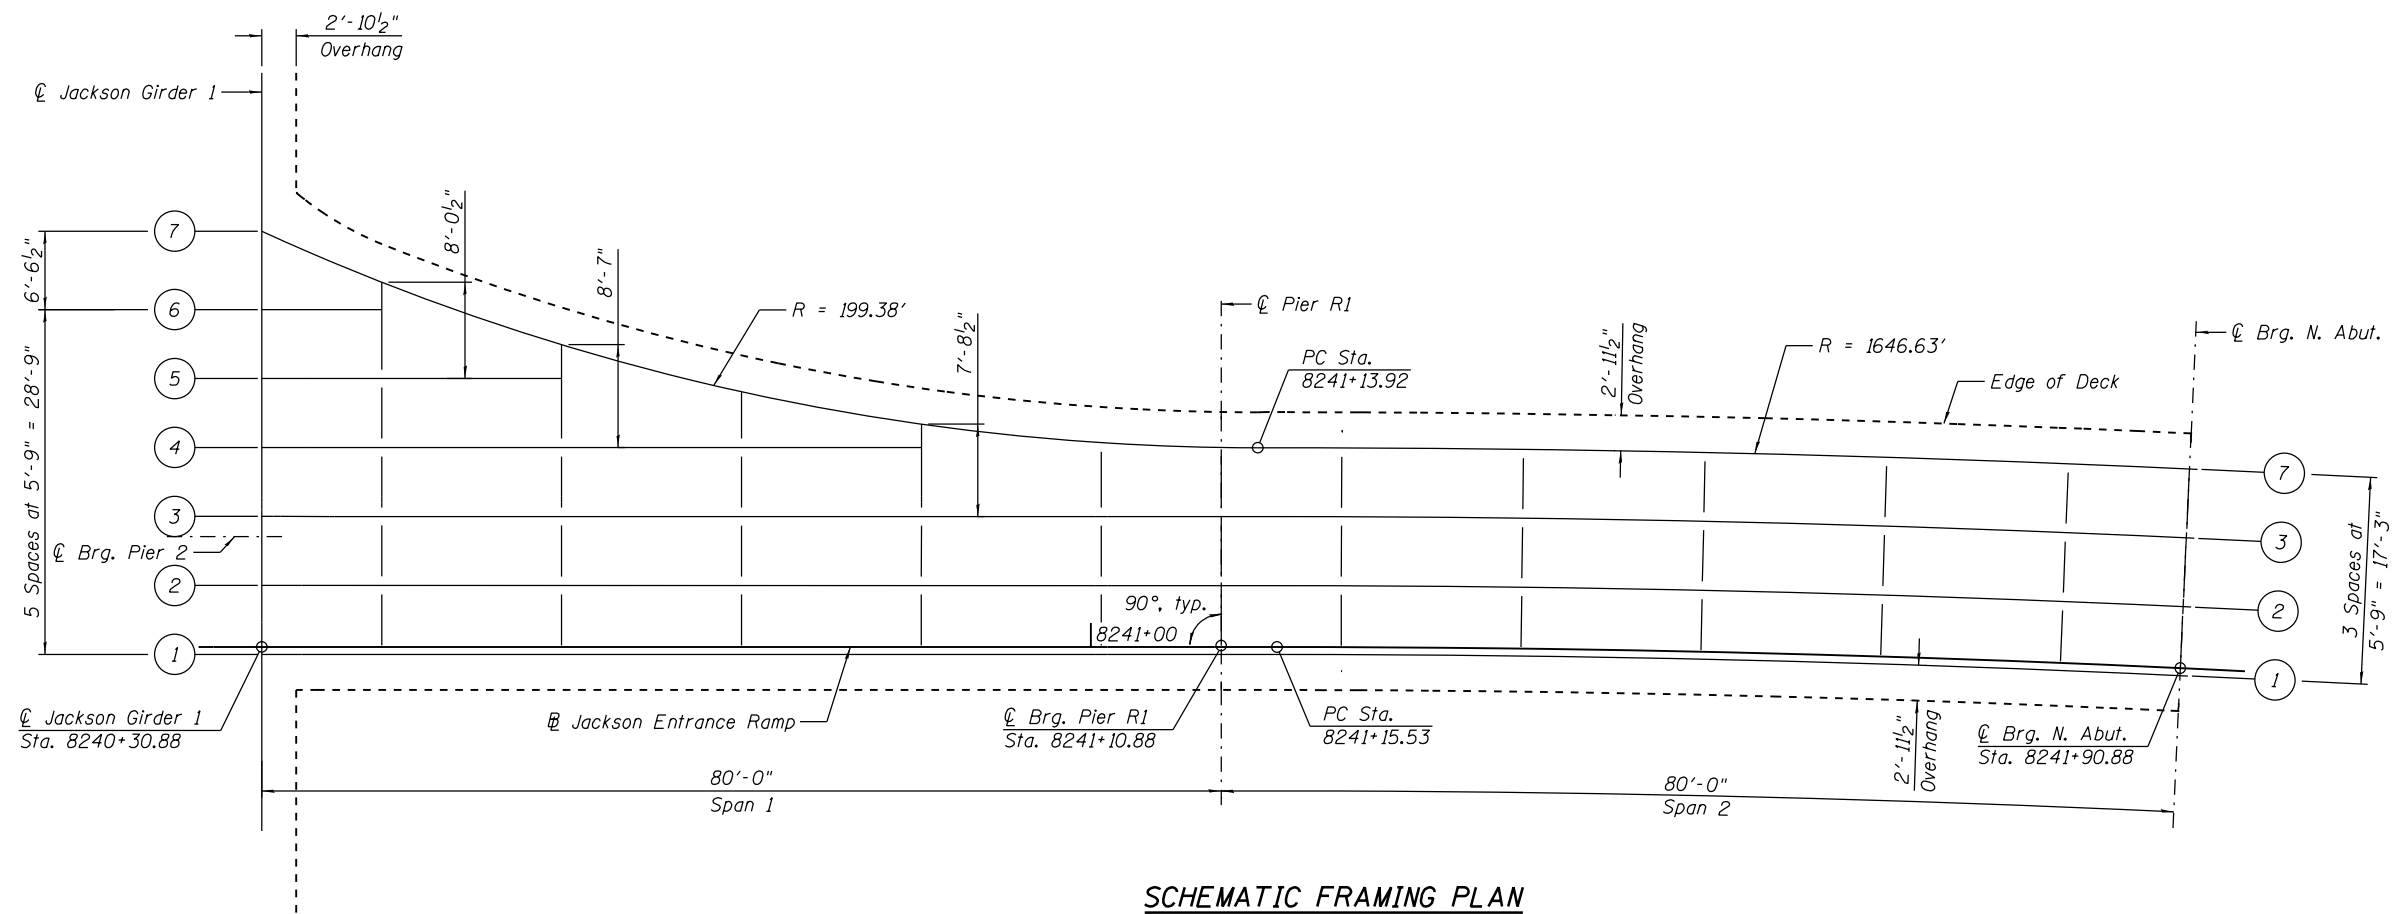 2'-10½"
Overhang
℄ Jackson Girder 1
7
6
5
4
3
2
1
6'-6½"
5 Spaces at 5'-9" = 28'-9"
℄ Brg. Pier 2
8'-0½"
8'-7"
R = 199.38'
7'-8½"
℄ Pier R1
PC Sta.
8241+13.92
2'-11½"
Overhang
R = 1646.63'
Edge of Deck
℄ Brg. N. Abut.
7
3
2
1
3 Spaces at
5'-9" = 17'-3"
90°, typ.
8241+00
℄ Jackson Girder 1
Sta. 8240+30.88
B̲L Jackson Entrance Ramp
℄ Brg. Pier R1
Sta. 8241+10.88
PC Sta.
8241+15.53
2'-11½"
Overhang
℄ Brg. N. Abut.
Sta. 8241+90.88
80'-0"
Span 1
80'-0"
Span 2
SCHEMATIC FRAMING PLAN